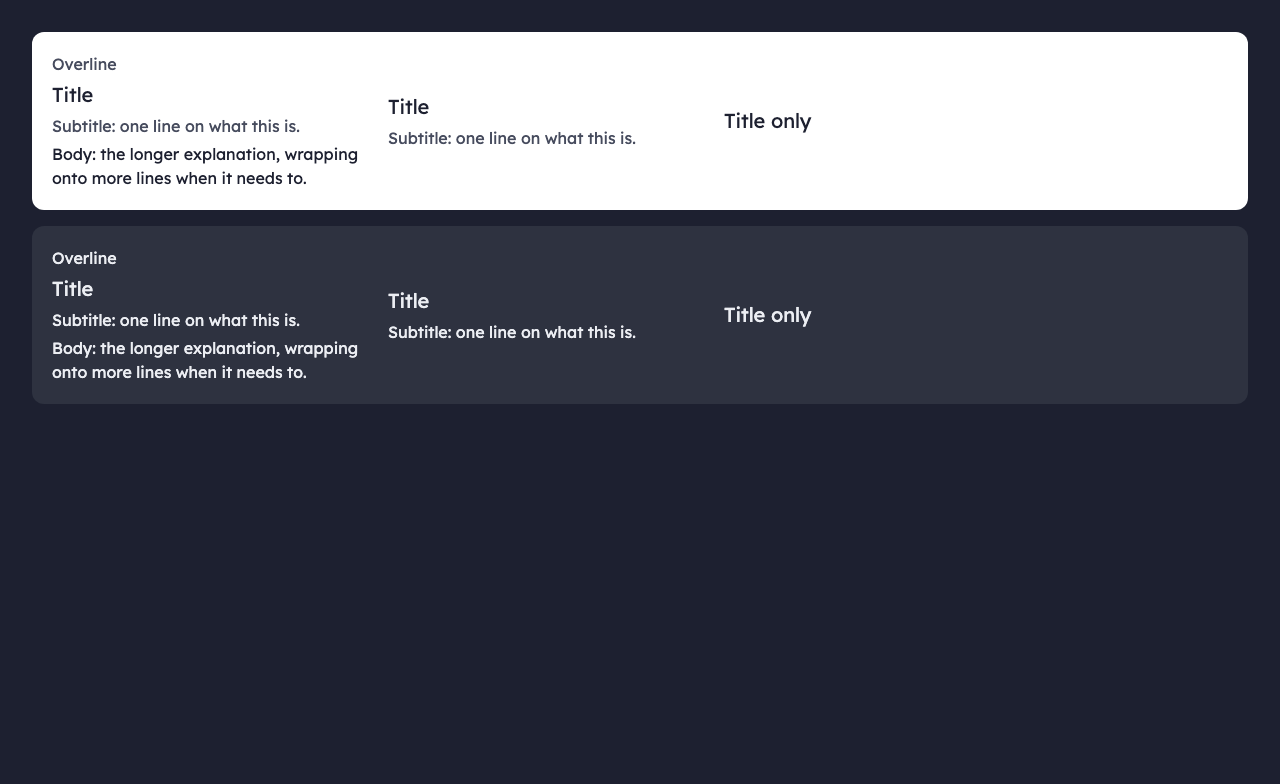 Overline
Title
Subtitle: one line on what this is.
Body: the longer explanation, wrapping
onto more lines when it needs to.
Title
Subtitle: one line on what this is.
Title only
Overline
Title
Subtitle: one line on what this is.
Body: the longer explanation, wrapping
onto more lines when it needs to.
Title
Subtitle: one line on what this is.
Title only